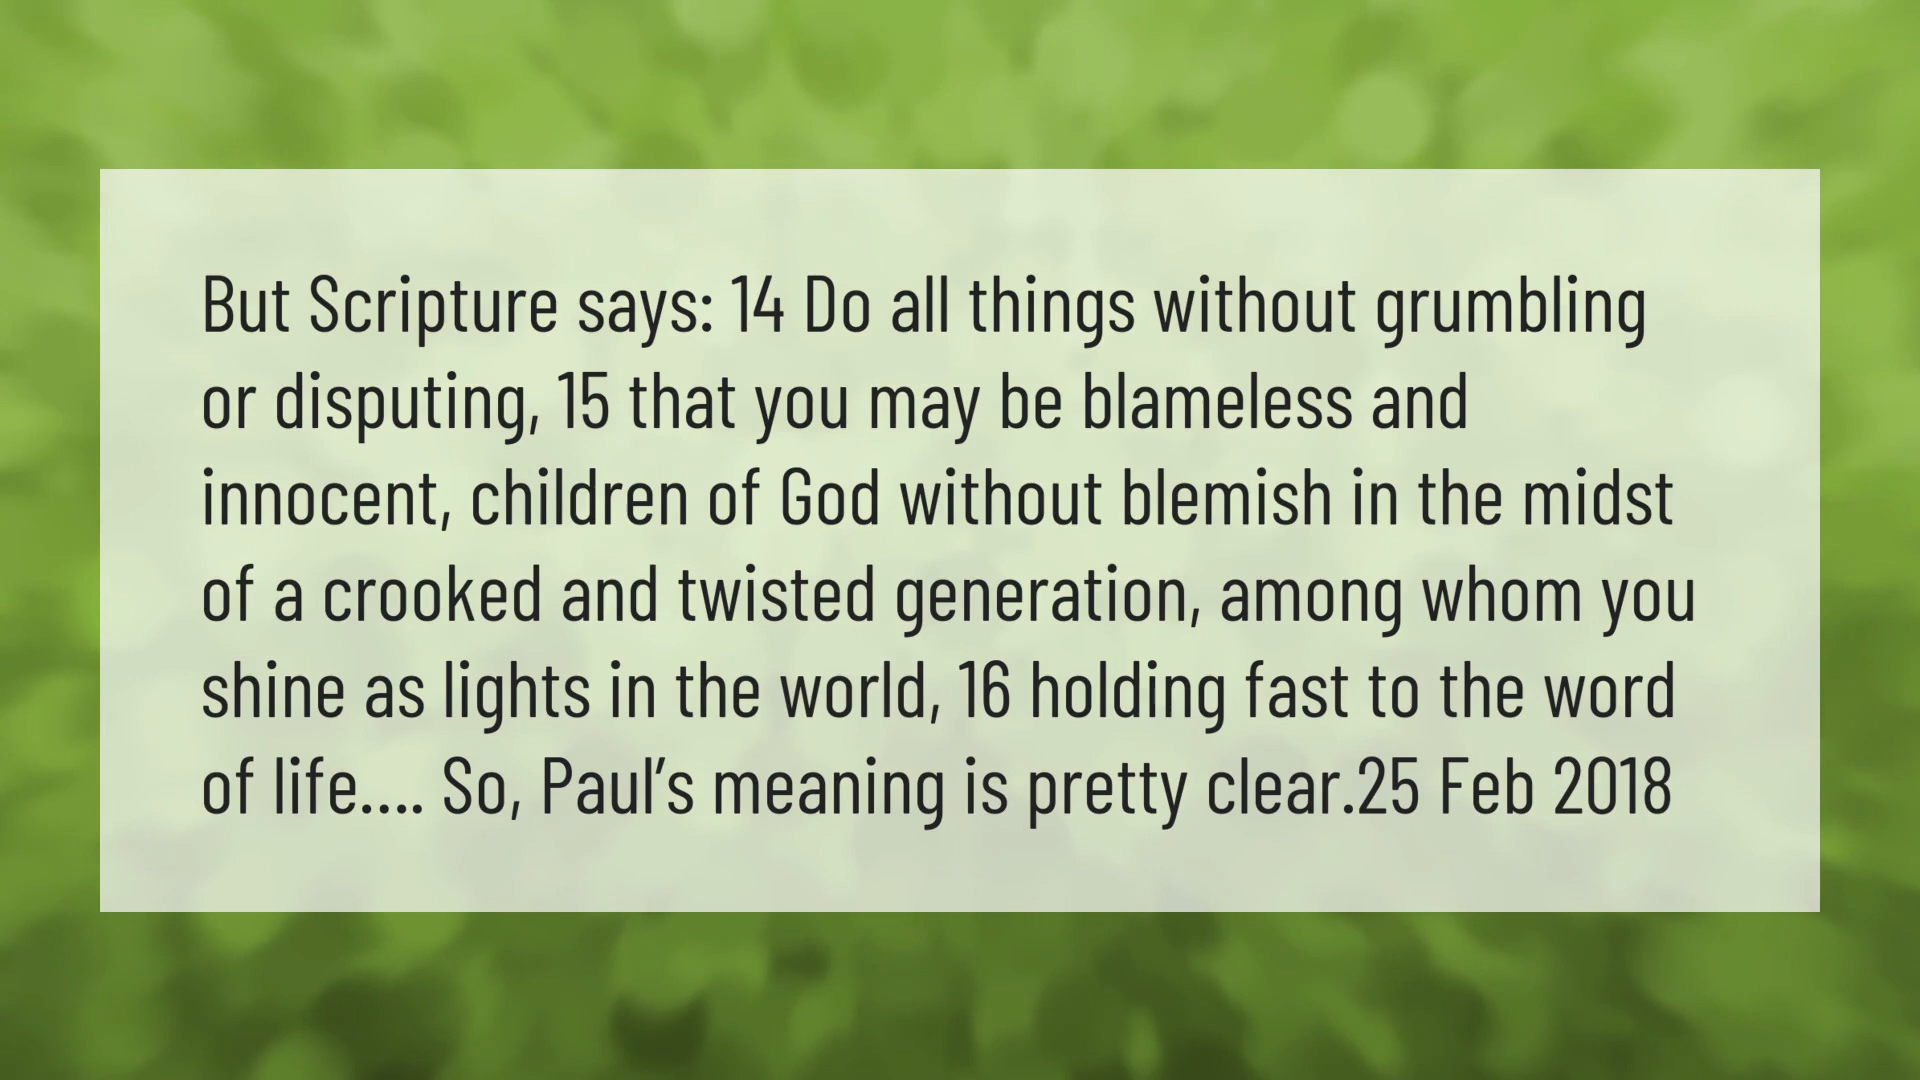 But Scripture says: 14 Do all things without grumbling
or disputing, 15 that you may be blameless and
innocent, children of God without blemish in the midst
of a crooked and twisted generation, among whom you
shine as lights in the world, 16 holding fast to the word
of life.... So, Paul’s meaning is pretty clear.25 Feb 2018